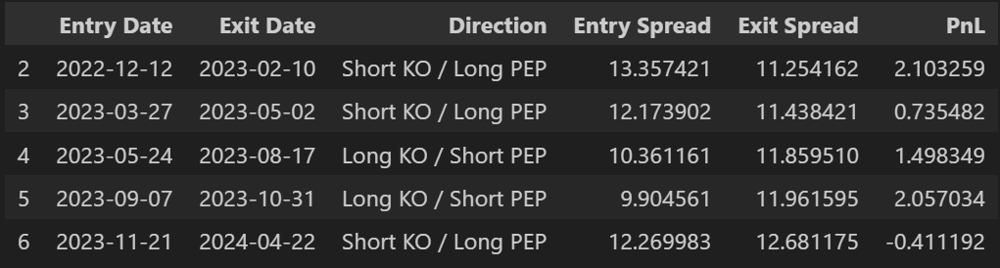 Entry Date Exit Date Direction Entry Spread Exit Spread PnL
2 2022-12-12 2023-02-10 Short KO / Long PEP 13.357421 11.254162 2.103259
3 2023-03-27 2023-05-02 Short KO / Long PEP 12.173902 11.438421 0.735482
4 2023-05-24 2023-08-17 Long KO / Short PEP 10.361161 11.859510 1.498349
5 2023-09-07 2023-10-31 Long KO / Short PEP 9.904561 11.961595 2.057034
6 2023-11-21 2024-04-22 Short KO / Long PEP 12.269983 12.681175 -0.411192